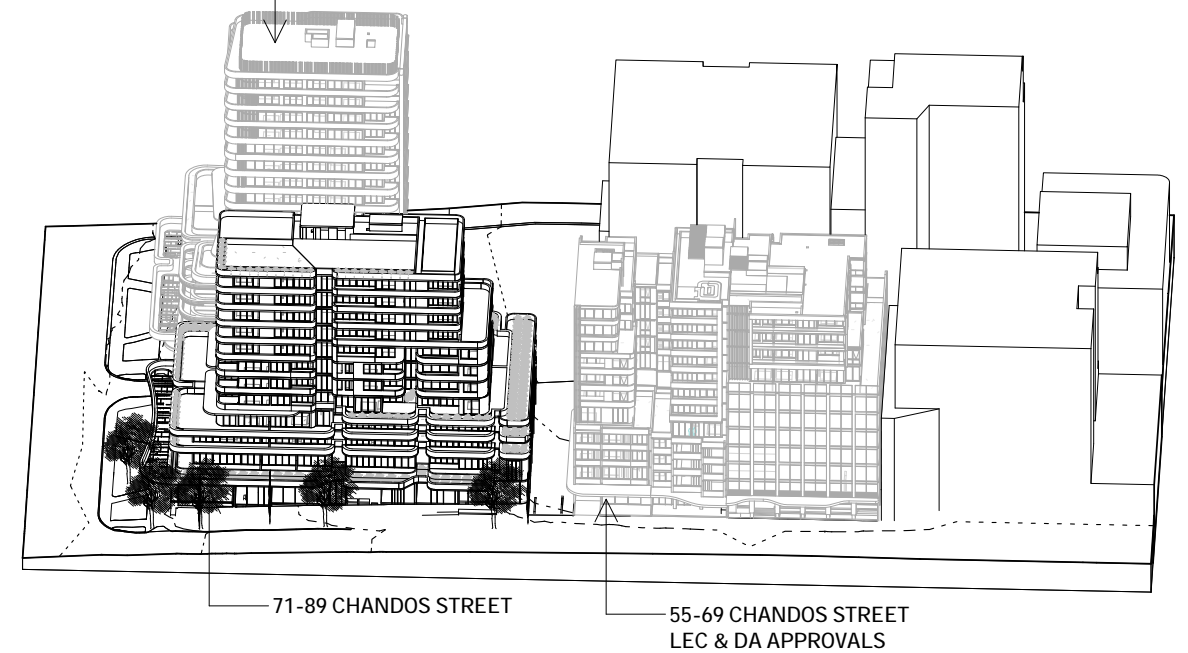 71-89 CHANDOS STREET
55-69 CHANDOS STREET
LEC & DA APPROVALS